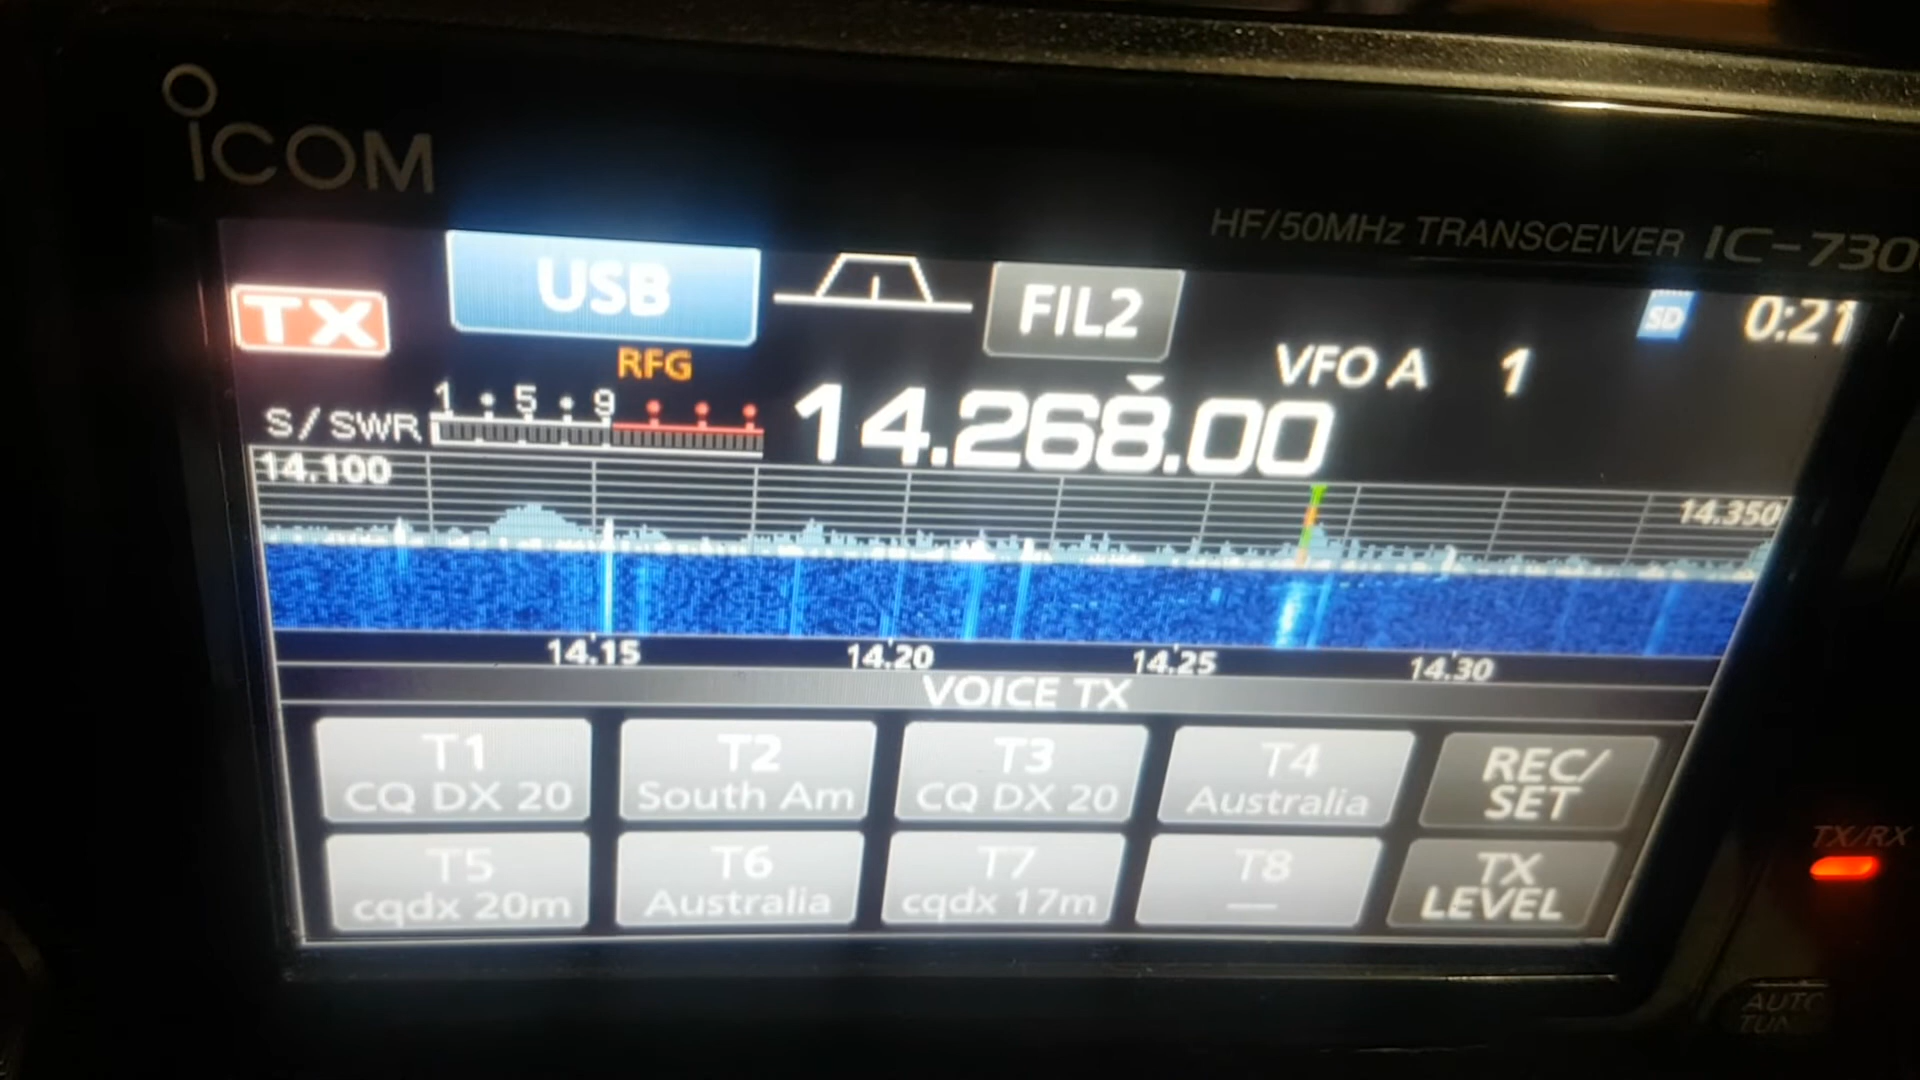 ICOM
HF/50MHz TRANSCEIVER IC-730
TX
USB
FIL2
SD
0:21
RFG
VFO A 1
S/SWR 1 • 5 • 9
14.268.00
14.100
14.350
14.15 14.20 14.25 14.30
VOICE TX
T1
CQ DX 20
T2
South Am
T3
CQ DX 20
T4
Australia
REC/
SET
T5
cqdx 20m
T6
Australia
T7
cqdx 17m
T8
—
TX
LEVEL
TX/RX
AUTO
TUN